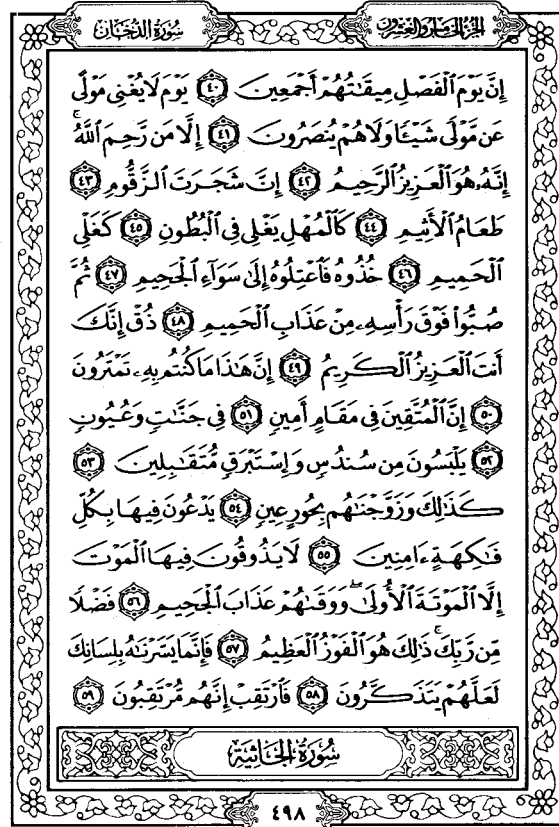 الجزء الخامس والعشرون
سُورَةُ الدُّخَانِ
إِنَّ يَوْمَ ٱلْفَصْلِ مِيقَٰتُهُمْ أَجْمَعِينَ ٤٠ يَوْمَ لَا يُغْنِى مَوْلًى
عَن مَّوْلًى شَيْـًٔا وَلَا هُمْ يُنصَرُونَ ٤١ إِلَّا مَن رَّحِمَ ٱللَّهُ ۚ
إِنَّهُۥ هُوَ ٱلْعَزِيزُ ٱلرَّحِيمُ ٤٢ إِنَّ شَجَرَتَ ٱلزَّقُّومِ ٤٣
طَعَامُ ٱلْأَثِيمِ ٤٤ كَٱلْمُهْلِ يَغْلِى فِى ٱلْبُطُونِ ٤٥ كَغَلْىِ
ٱلْحَمِيمِ ٤٦ خُذُوهُ فَٱعْتِلُوهُ إِلَىٰ سَوَآءِ ٱلْجَحِيمِ ٤٧ ثُمَّ
صُبُّوا۟ فَوْقَ رَأْسِهِۦ مِنْ عَذَابِ ٱلْحَمِيمِ ٤٨ ذُقْ إِنَّكَ
أَنتَ ٱلْعَزِيزُ ٱلْكَرِيمُ ٤٩ إِنَّ هَٰذَا مَا كُنتُم بِهِۦ تَمْتَرُونَ
٥٠ إِنَّ ٱلْمُتَّقِينَ فِى مَقَامٍ أَمِينٍ ٥١ فِى جَنَّٰتٍ وَعُيُونٍ
٥٢ يَلْبَسُونَ مِن سُندُسٍ وَإِسْتَبْرَقٍ مُّتَقَٰبِلِينَ ٥٣
كَذَٰلِكَ وَزَوَّجْنَٰهُم بِحُورٍ عِينٍ ٥٤ يَدْعُونَ فِيهَا بِكُلِّ
فَٰكِهَةٍ ءَامِنِينَ ٥٥ لَا يَذُوقُونَ فِيهَا ٱلْمَوْتَ
إِلَّا ٱلْمَوْتَةَ ٱلْأُولَىٰ ۖ وَوَقَىٰهُمْ عَذَابَ ٱلْجَحِيمِ ٥٦ فَضْلًا
مِّن رَّبِّكَ ۚ ذَٰلِكَ هُوَ ٱلْفَوْزُ ٱلْعَظِيمُ ٥٧ فَإِنَّمَا يَسَّرْنَٰهُ بِلِسَانِكَ
لَعَلَّهُمْ يَتَذَكَّرُونَ ٥٨ فَٱرْتَقِبْ إِنَّهُم مُّرْتَقِبُونَ ٥٩
سُورَةُ الجَاثِيَةِ
٤٩٨